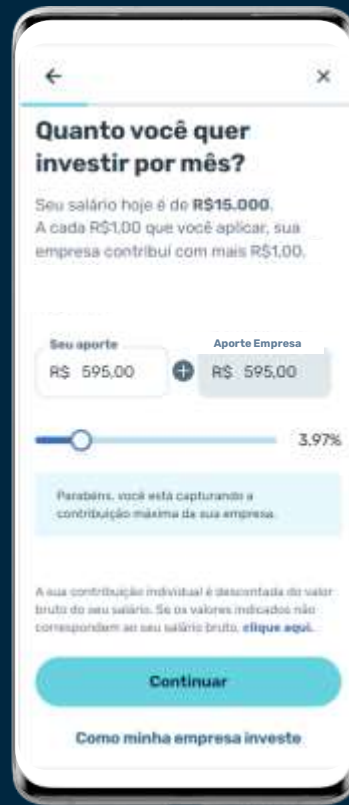 Quanto você quer
investir por mês?
Seu salário hoje é de R$15.000.
A cada R$1,00 que você aplicar, sua
empresa contribui com mais R$1,00.
Seu aporte
Aporte Empresa
R$ 595,00
R$ 595,00
3.97%
Parabéns, você está capturando a
contribuição máxima da sua empresa.
A sua contribuição individual é descontada do valor
bruto do seu salário. Se os valores indicados não
correspondem ao seu salário bruto, clique aqui.
Continuar
Como minha empresa investe